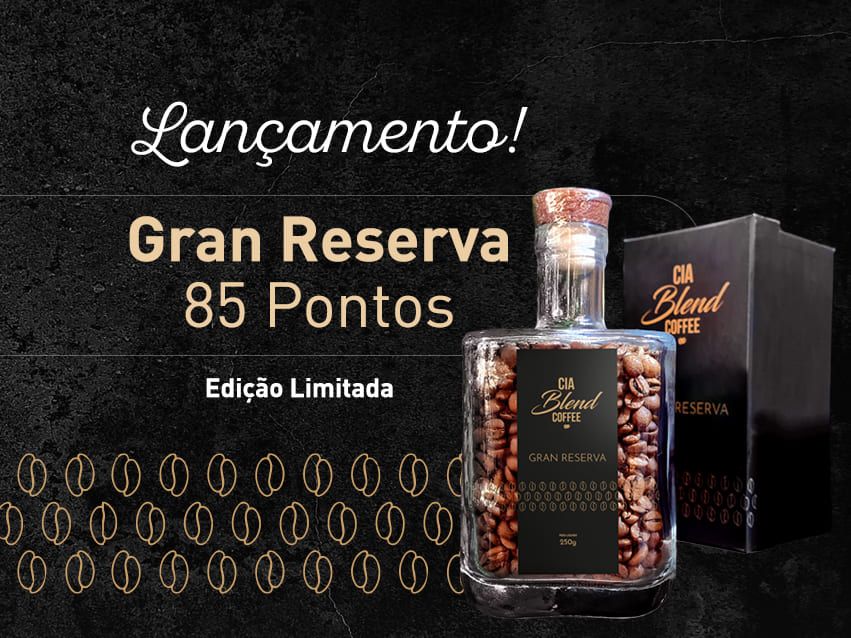 Lançamento!
Gran Reserva
85 Pontos
Edição Limitada
CIA
Blend
COFFEE
GRAN RESERVA
250g
CIA
Blend
COFFEE
RESERVA